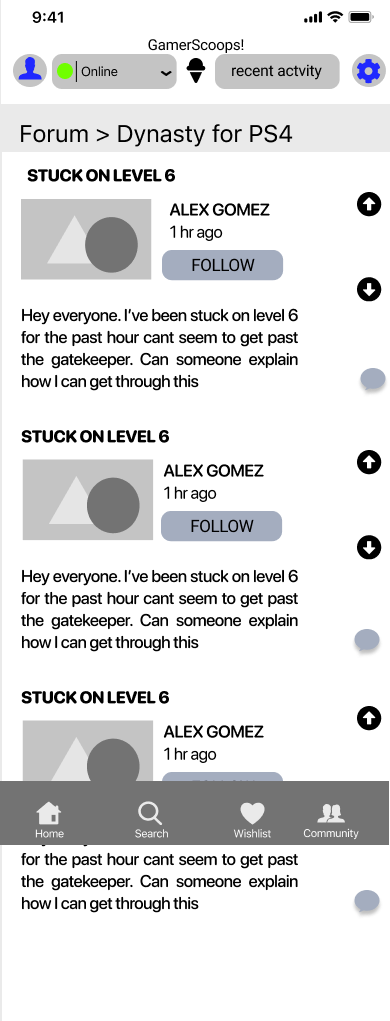 9:41
GamerScoops!
Online
recent actvity
Forum > Dynasty for PS4
STUCK ON LEVEL 6
ALEX GOMEZ
1 hr ago
FOLLOW
Hey everyone. I've been stuck on level 6
for the past hour cant seem to get past
the gatekeeper. Can someone explain
how I can get through this
STUCK ON LEVEL 6
ALEX GOMEZ
1 hr ago
FOLLOW
Hey everyone. I've been stuck on level 6
for the past hour cant seem to get past
the gatekeeper. Can someone explain
how I can get through this
STUCK ON LEVEL 6
ALEX GOMEZ
1 hr ago
Home
Search
Wishlist
Community
for the past hour cant seem to get past
the gatekeeper. Can someone explain
how I can get through this